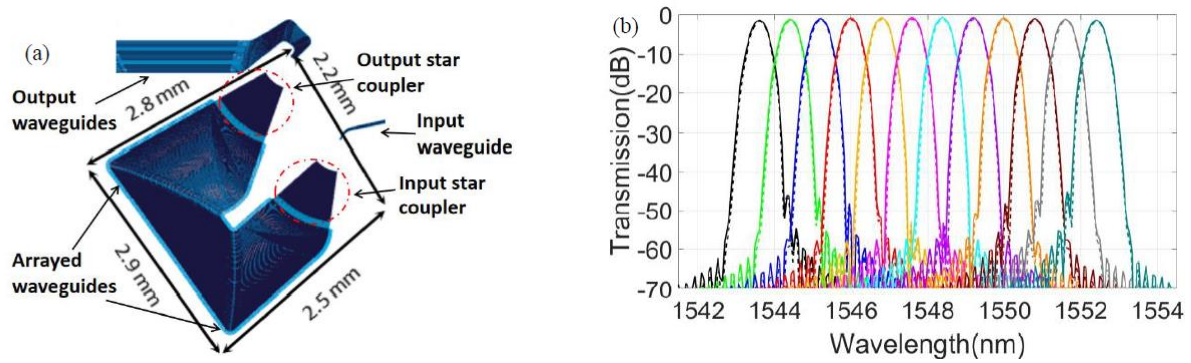 (a)
Output star
coupler
2.2 mm
2.8 mm
Output
waveguides
Input
waveguide
Input star
coupler
Arrayed
waveguides
2.9 mm
2.5 mm
(b)
Transmission(dB)
0
-10
-20
-30
-40
-50
-60
-70
1542 1544 1546 1548 1550 1552 1554
Wavelength(nm)